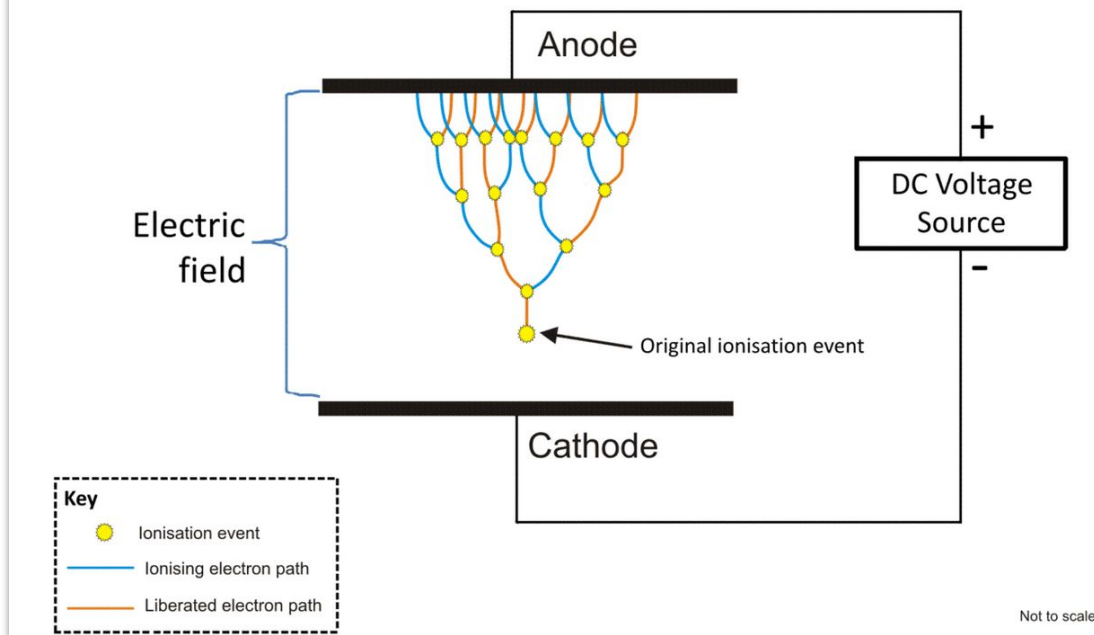 Anode
+
DC Voltage
Source
-
Electric
field
Original ionisation event
Cathode
Key
Ionisation event
Ionising electron path
Liberated electron path
Not to scale